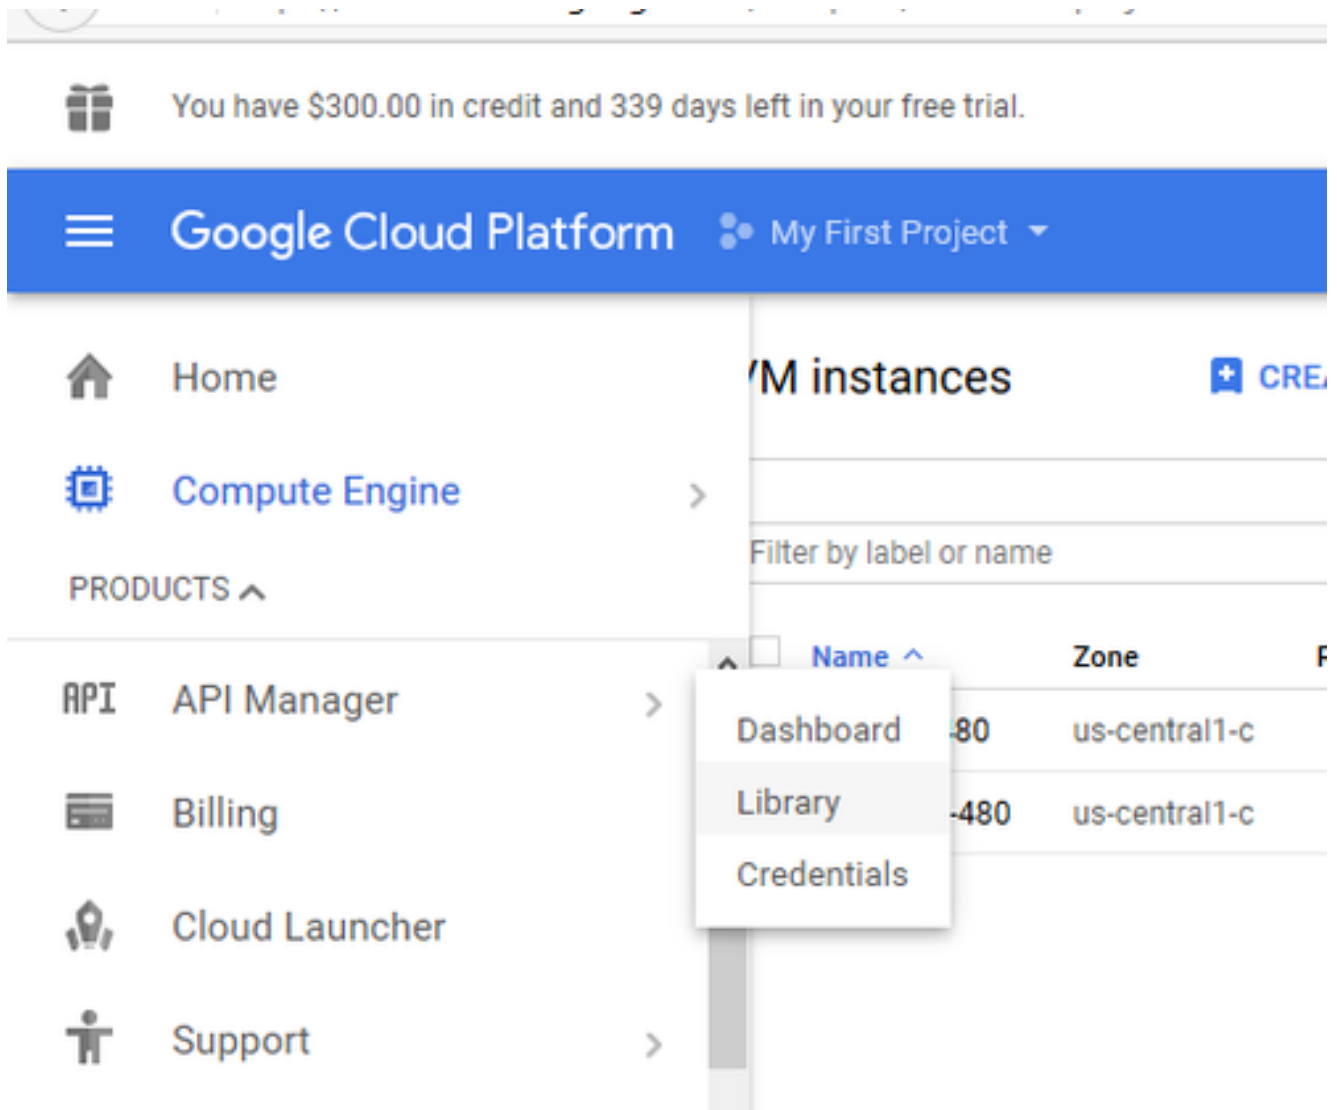 You have $300.00 in credit and 339 days left in your free trial.
Google Cloud Platform My First Project
Home
Compute Engine
PRODUCTS
API API Manager
Billing
Cloud Launcher
Support
Dashboard
Library
Credentials
instances
Filter by label or name
Name Zone
80 us-central1-c
-480 us-central1-c